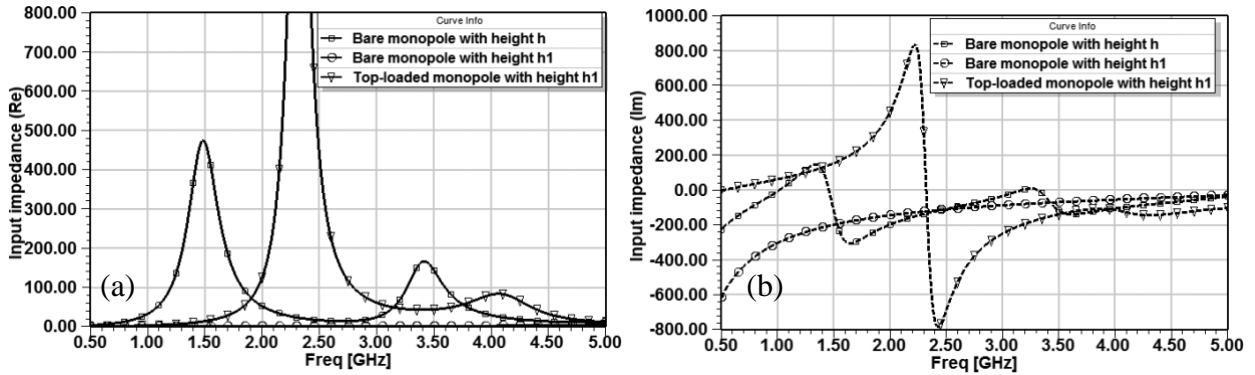 800.00
700.00
600.00
500.00
400.00
300.00
200.00
100.00
0.00
Input impedance (Re)
Curve Info
Bare monopole with height h
Bare monopole with height h1
Top-loaded monopole with height h1
(a)
0.50 1.00 1.50 2.00 2.50 3.00 3.50 4.00 4.50 5.00
Freq [GHz]
1000.00
800.00
600.00
400.00
200.00
0.00
-200.00
-400.00
-600.00
-800.00
Input impedance (Im)
Curve Info
Bare monopole with height h
Bare monopole with height h1
Top-loaded monopole with height h1
(b)
0.50 1.00 1.50 2.00 2.50 3.00 3.50 4.00 4.50 5.00
Freq [GHz]